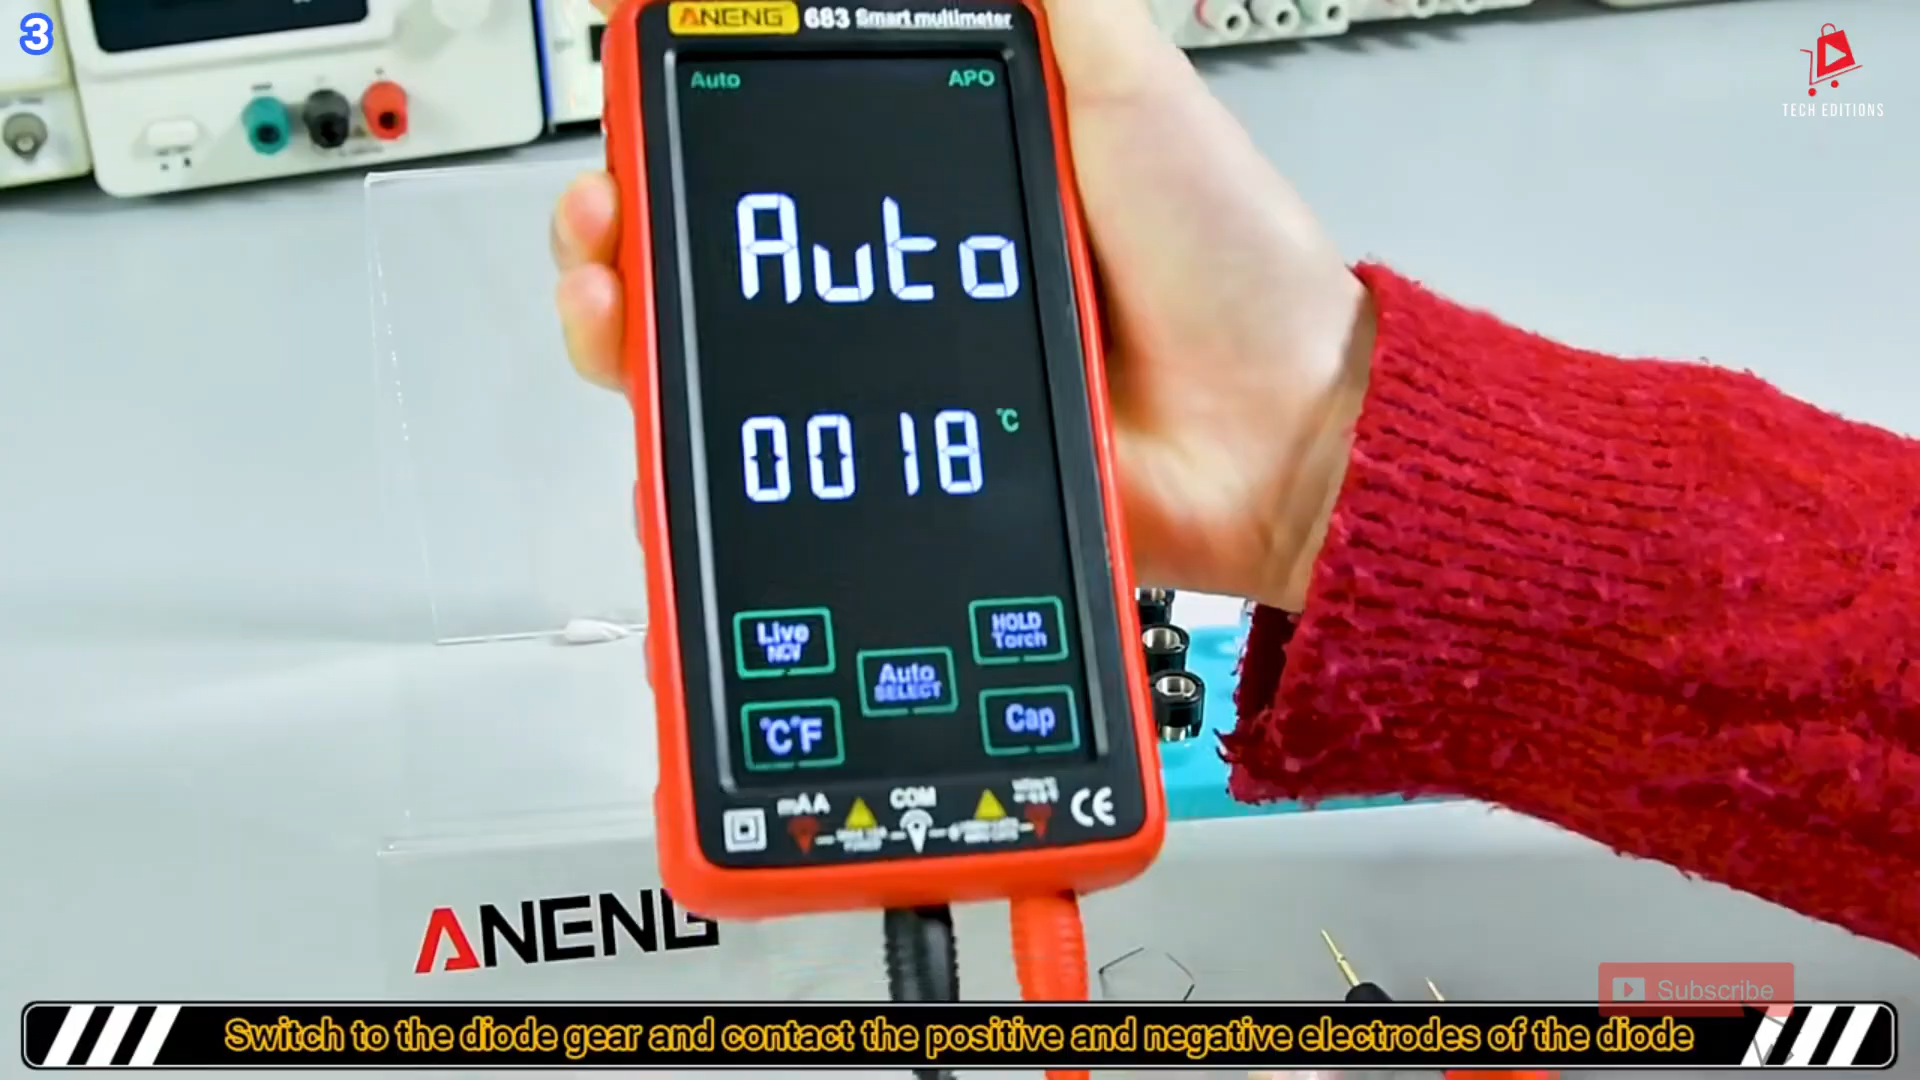 3
ANENG 683 Smart multimeter
TECH EDITIONS
Auto APO
Auto
0018 °C
Live
NCV
HOLD
Torch
Auto
SELECT
°C°F
Cap
mAA COM CE
ANENG
Subscribe
Switch to the diode gear and contact the positive and negative electrodes of the diode